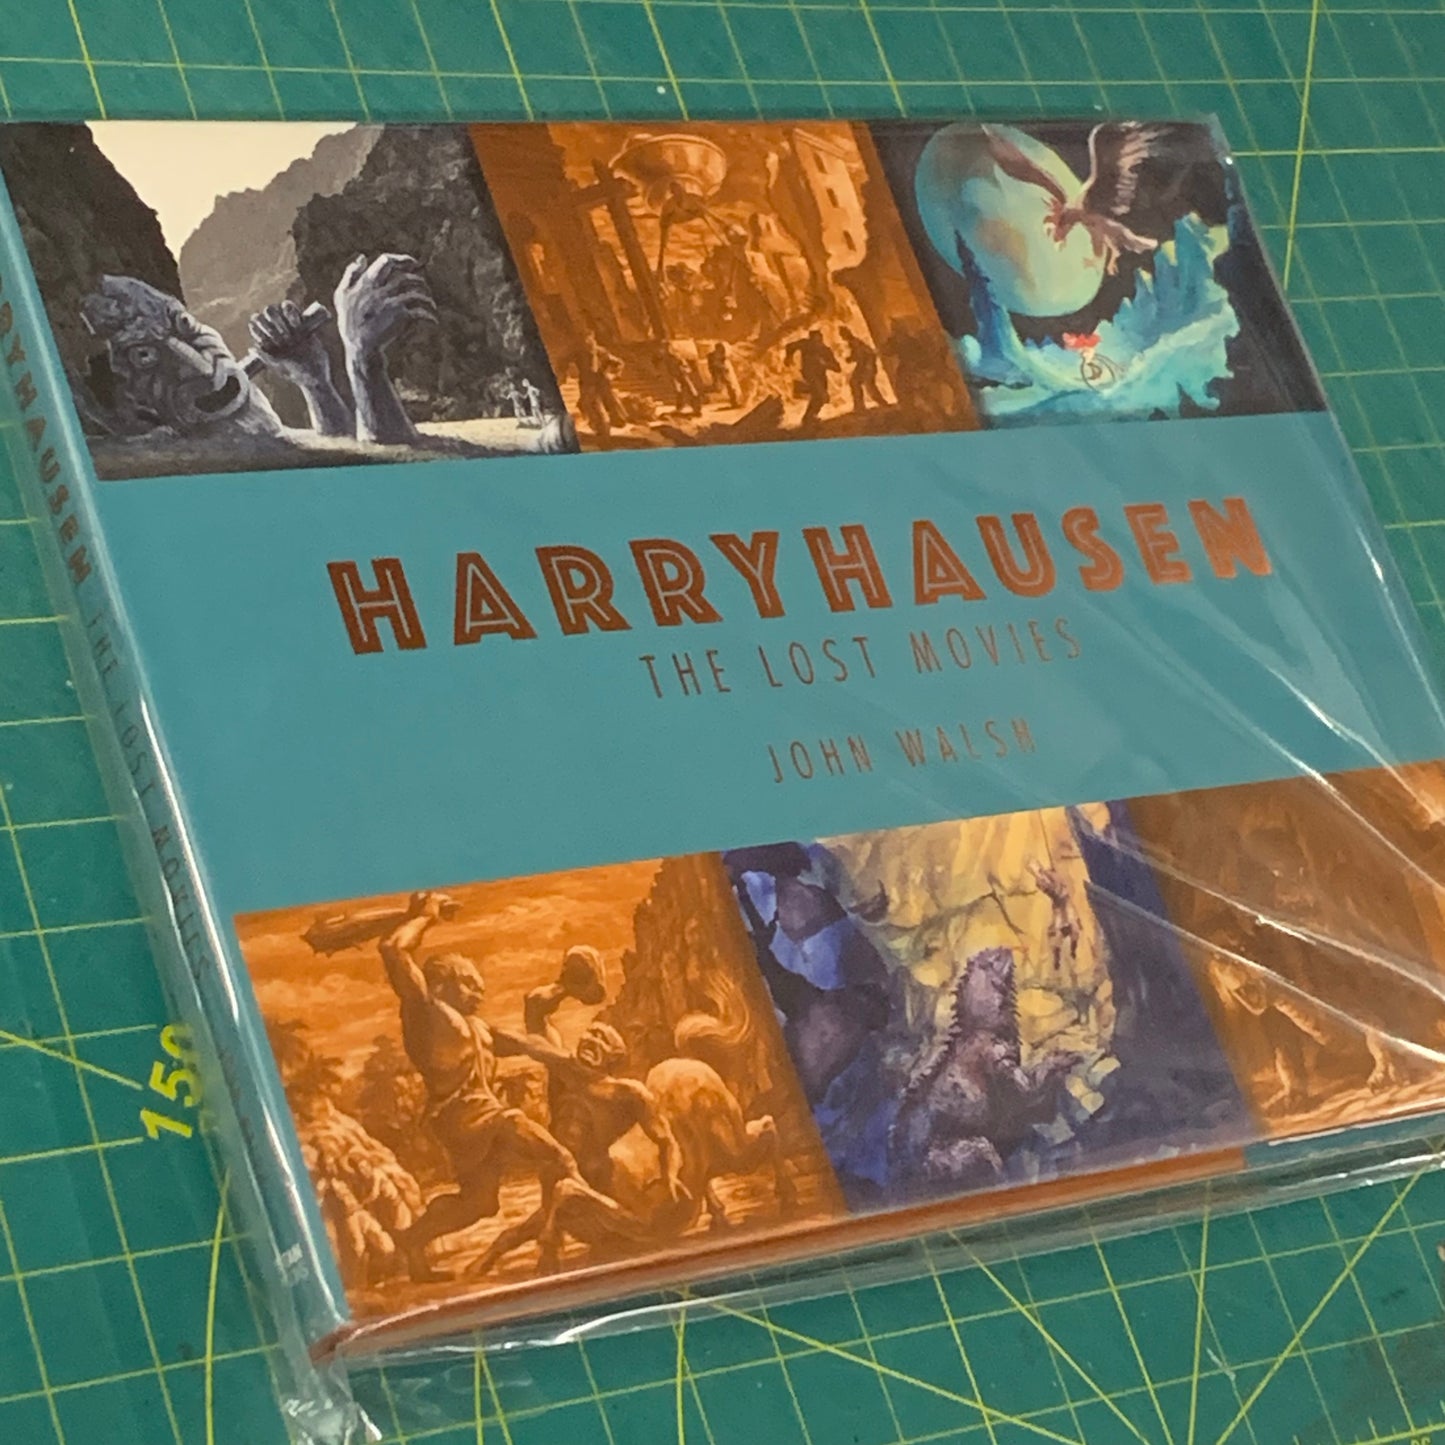 HARRYHAUSEN
THE LOST MOVIES
JOHN WALSH
HARRYHAUSEN THE LOST MOVIES
150